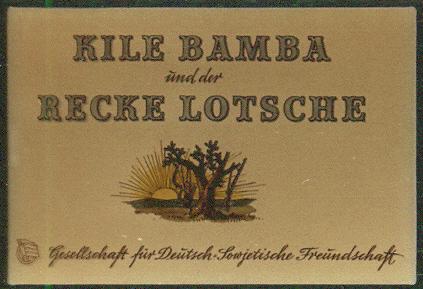 KILE BAMBA
und der
RECKE LOTSCHE
Gesellschaft für Deutsch-Sowjetische Freundschaft